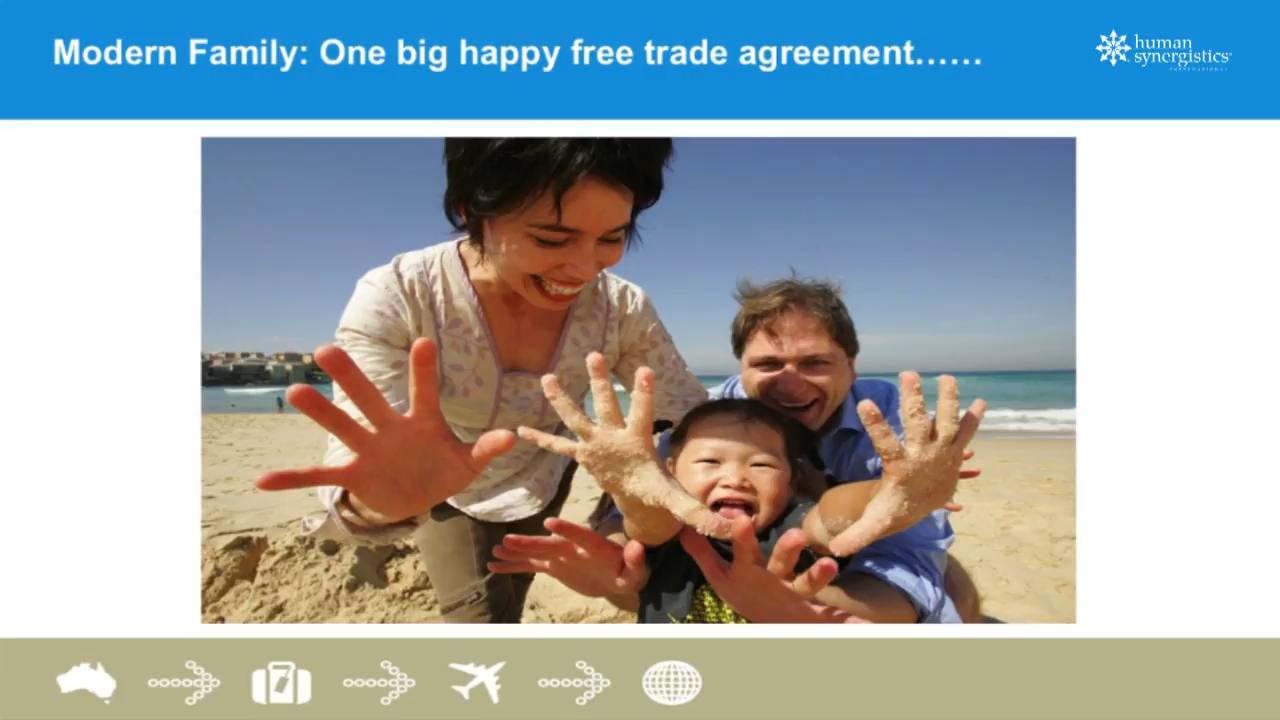 Modern Family: One big happy free trade agreement......
human
synergistics